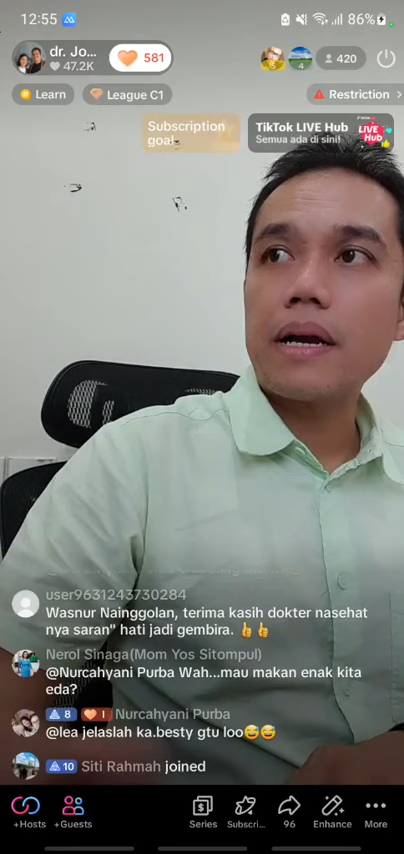 12:55
86%
dr. Jo...
47.2K
581
5
4
420
Learn
League C1
Restriction
Subscription
goal
TikTok LIVE Hub
Semua ada di sini!
LIVE
Hub
user9631243730284
Wasnur Nainggolan, terima kasih dokter nasehat
nya saran" hati jadi gembira. 👍👍
Nerol Sinaga(Mom Yos Sitompul)
@Nurcahyani Purba Wah...mau makan enak kita
eda?
8 1 Nurcahyani Purba
@lea jelaslah ka.besty gtu loo😅😅
10 Siti Rahmah joined
+Hosts
+Guests
Series
Subscri...
96
Enhance
More